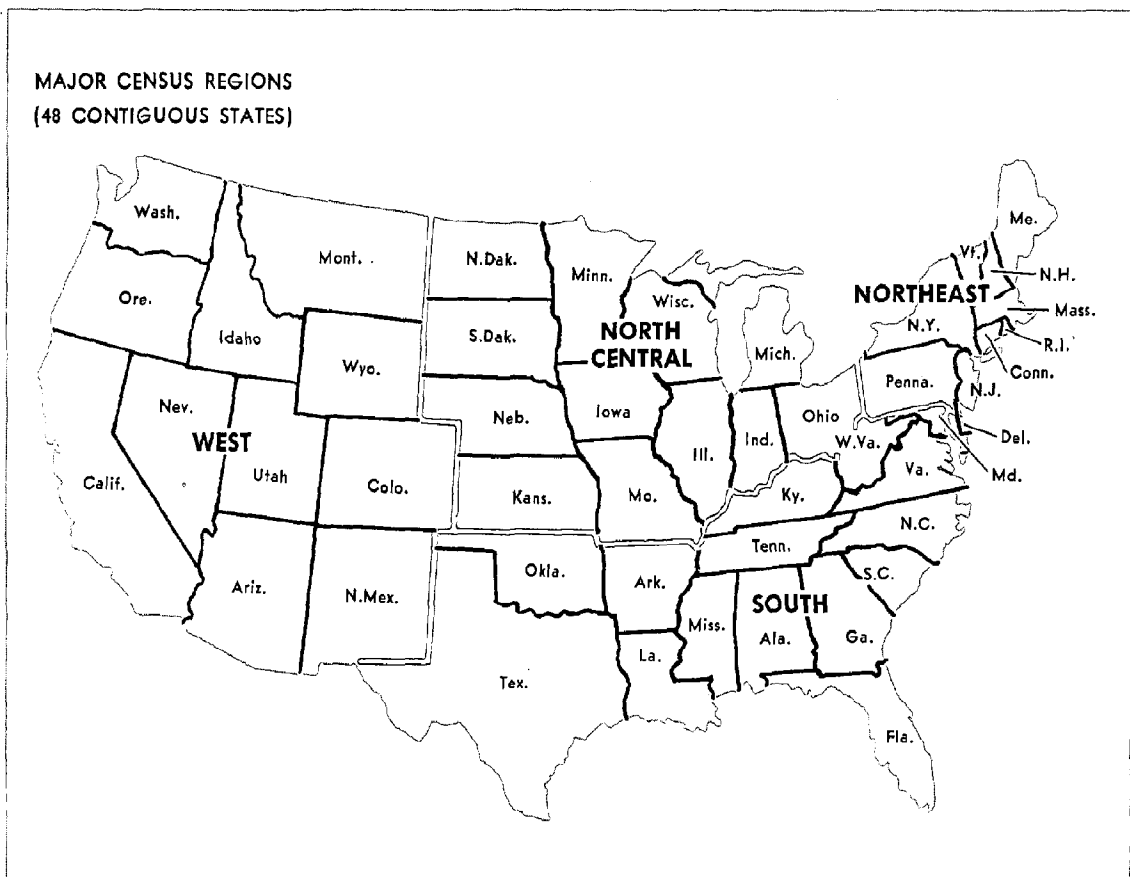 MAJOR CENSUS REGIONS
(48 CONTIGUOUS STATES)
Wash.
Mont.
N.Dak.
Minn.
Me.
Vt.
N.H.
Ore.
Idaho
Wyo.
S.Dak.
Wisc.
NORTH
CENTRAL
Mich.
NORTHEAST
N.Y.
Mass.
R.I.
Conn.
Penna.
N.J.
Nev.
WEST
Utah
Colo.
Neb.
Iowa
Ill.
Ind.
Ohio
W.Va.
Va.
Del.
Md.
Calif.
Kans.
Mo.
Ky.
N.C.
Tenn.
Ariz.
N.Mex.
Okla.
Ark.
S.C.
SOUTH
Miss.
Ala.
Ga.
La.
Tex.
Fla.